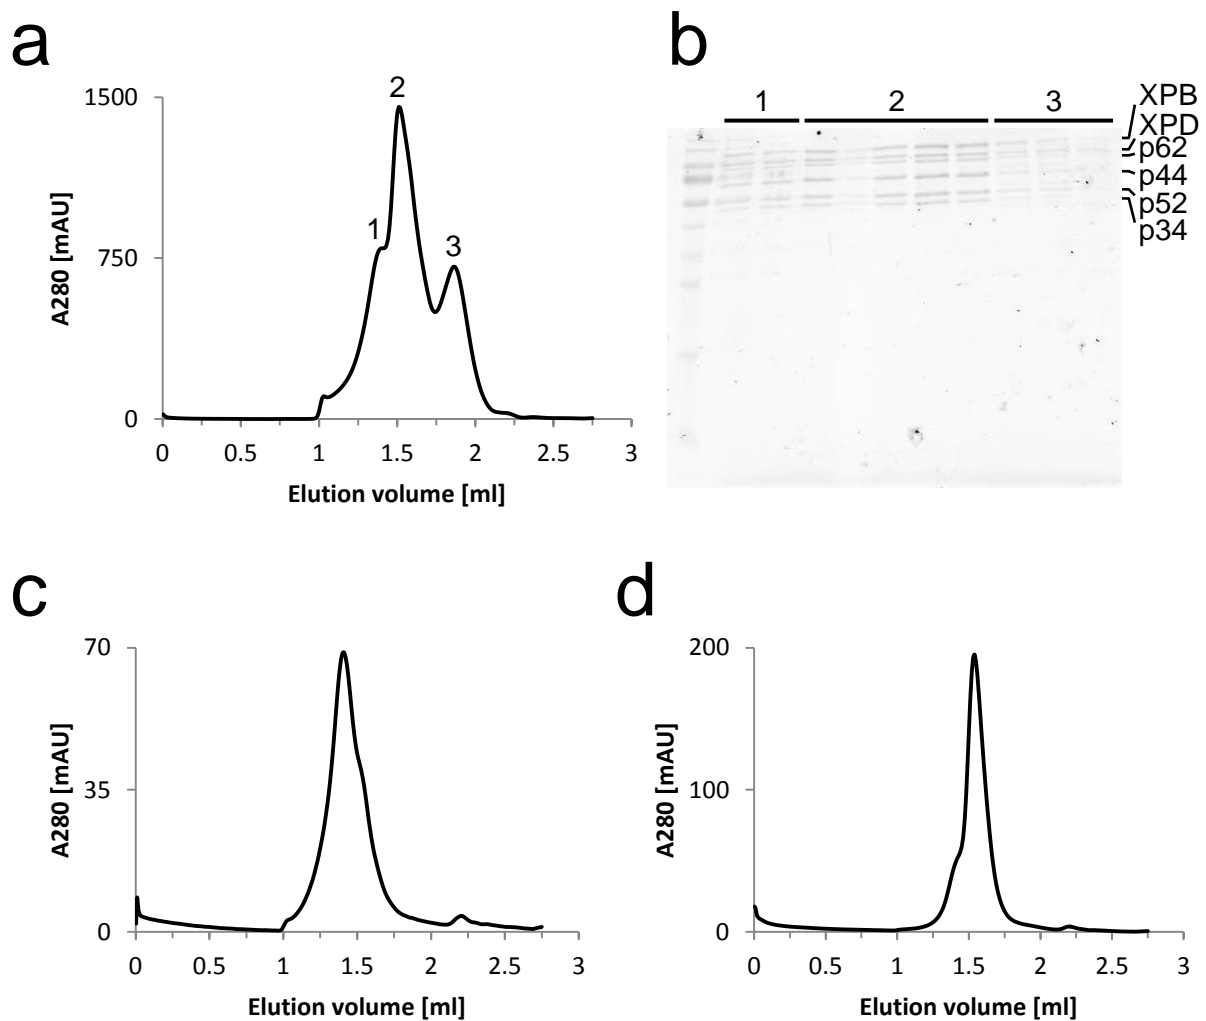 a
1500
750
0
A280 [mAU]
1
2
3
0 0.5 1 1.5 2 2.5 3
Elution volume [ml]
b
1 2 3
XPB
XPD
p62
p44
p52
p34
c
70
35
0
A280 [mAU]
0 0.5 1 1.5 2 2.5 3
Elution volume [ml]
d
200
100
0
A280 [mAU]
0 0.5 1 1.5 2 2.5 3
Elution volume [ml]